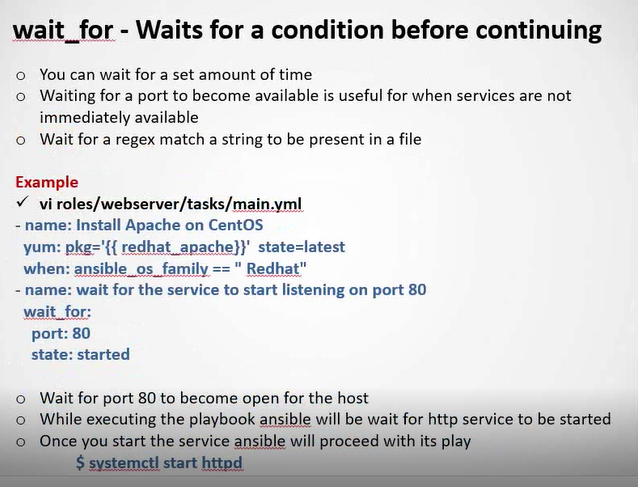 wait_for - Waits for a condition before continuing
o You can wait for a set amount of time
o Waiting for a port to become available is useful for when services are not
immediately available
o Wait for a regex match a string to be present in a file
Example
✓ vi roles/webserver/tasks/main.yml
- name: Install Apache on CentOS
yum: pkg='{{ redhat_apache}}' state=latest
when: ansible_os_family == " Redhat"
- name: wait for the service to start listening on port 80
wait_for:
port: 80
state: started
o Wait for port 80 to become open for the host
o While executing the playbook ansible will be wait for http service to be started
o Once you start the service ansible will proceed with its play
$ systemctl start httpd